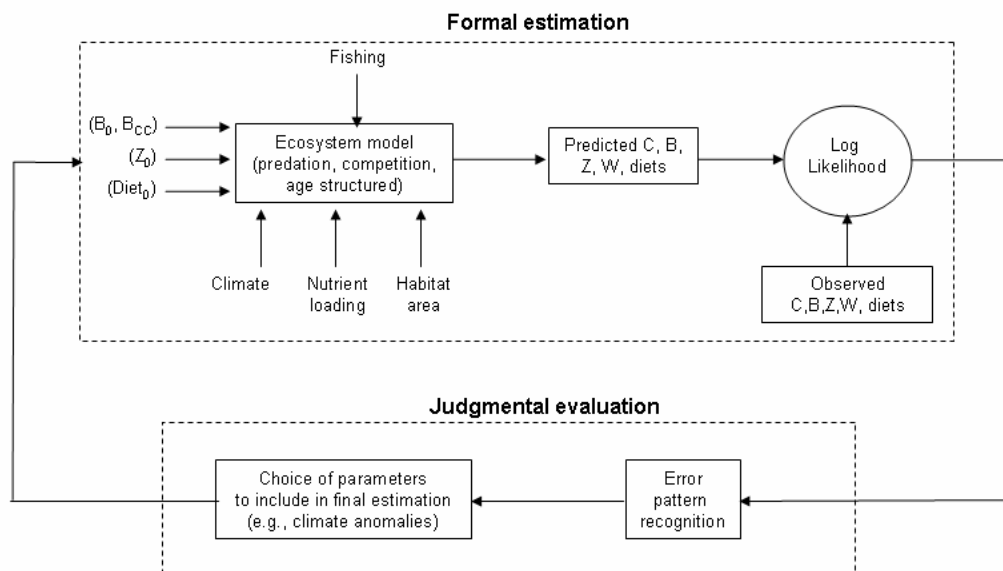 Formal estimation
Fishing
(B₀, B_CC)
(Z₀)
(Diet₀)
Ecosystem model
(predation, competition,
age structured)
Predicted C, B,
Z, W, diets
Log
Likelihood
Climate
Nutrient
loading
Habitat
area
Observed
C,B,Z,W, diets
Judgmental evaluation
Choice of parameters
to include in final estimation
(e.g., climate anomalies)
Error
pattern
recognition